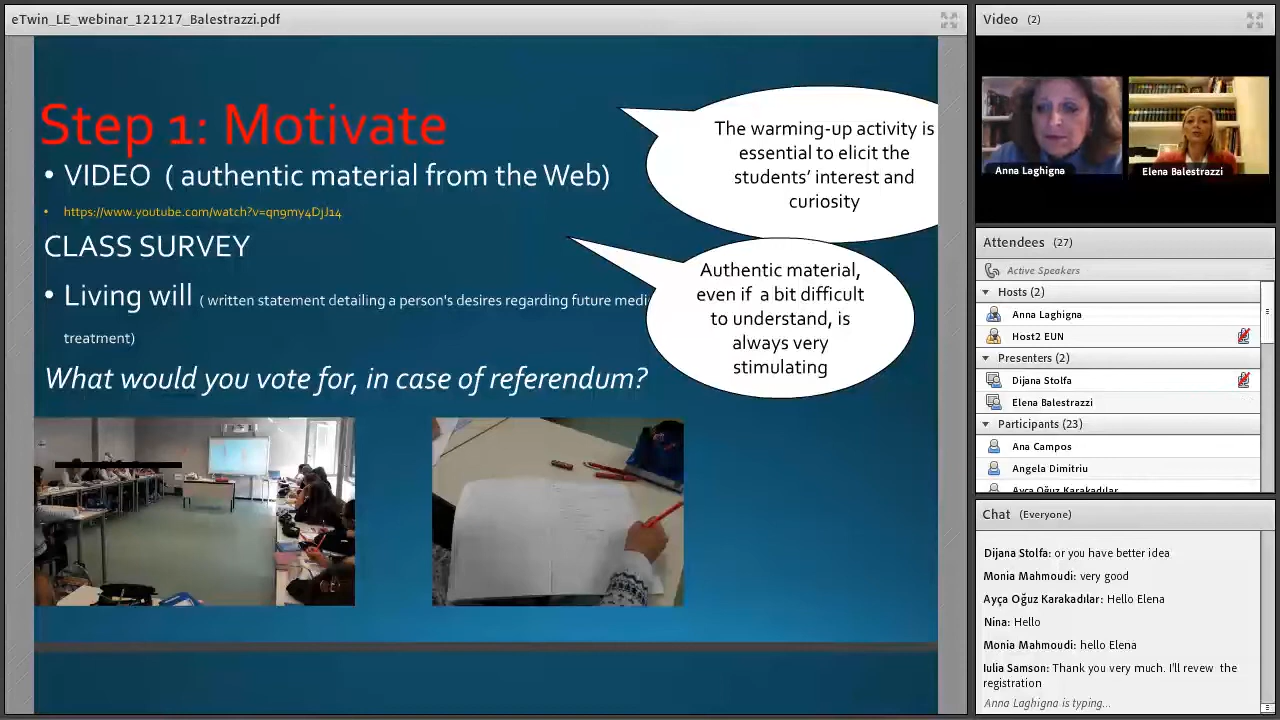 eTwin_LE_webinar_121217_Balestrazzi.pdf
Step 1: Motivate
• VIDEO ( authentic material from the Web)
• https://www.youtube.com/watch?v=qn9my4DjJ14
CLASS SURVEY
• Living will ( written statement detailing a person's desires regarding future medi
treatment)
What would you vote for, in case of referendum?
The warming-up activity is
essential to elicit the
students’ interest and
curiosity
Authentic material,
even if a bit difficult
to understand, is
always very
stimulating
Video (2)
Anna Laghigna
Elena Balestrazzi
Attendees (27)
Active Speakers
Hosts (2)
Anna Laghigna
Host2 EUN
Presenters (2)
Dijana Stolfa
Elena Balestrazzi
Participants (23)
Ana Campos
Angela Dimitriu
Ayça Oğuz Karakadılar
Chat (Everyone)
Dijana Stolfa: or you have better idea
Monia Mahmoudi: very good
Ayça Oğuz Karakadılar: Hello Elena
Nina: Hello
Monia Mahmoudi: hello Elena
Iulia Samson: Thank you very much. I'll revew the
registration
Anna Laghigna is typing...